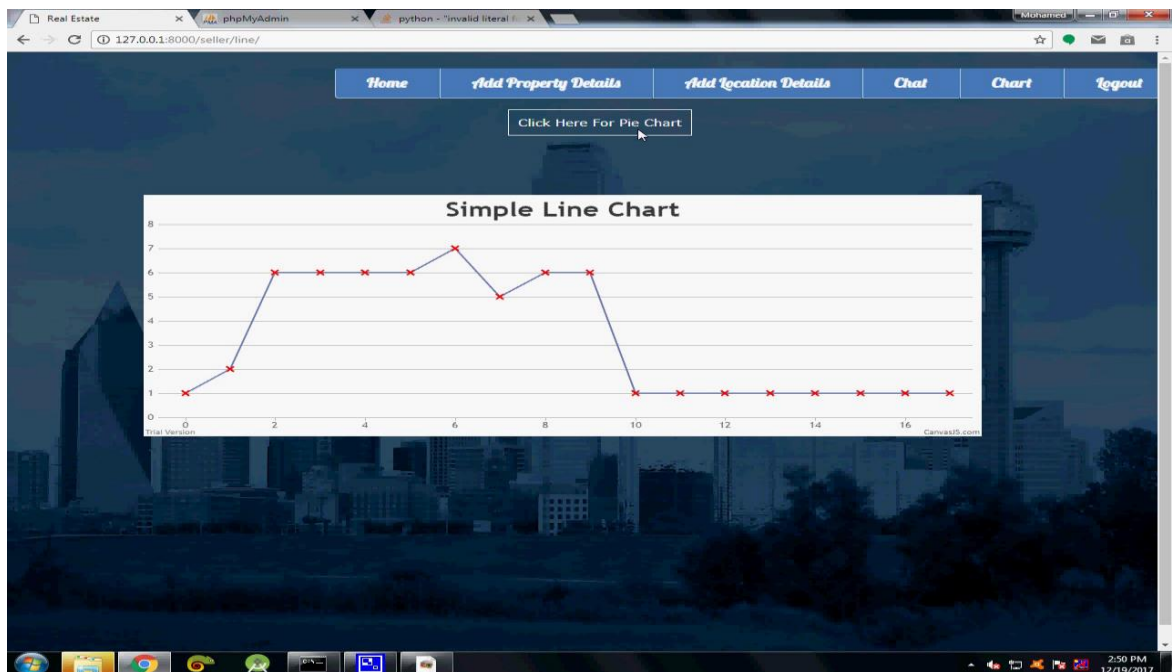 Real Estate
phpMyAdmin
python - "invalid literal f
Mohamed
127.0.0.1:8000/seller/line/
Home
Add Property Details
Add Location Details
Chat
Chart
Logout
Click Here For Pie Chart
Simple Line Chart
8
7
6
5
4
3
2
1
0
0 2 4 6 8 10 12 14 16
Trial Version
CanvasJS.com
2:50 PM
12/19/2017